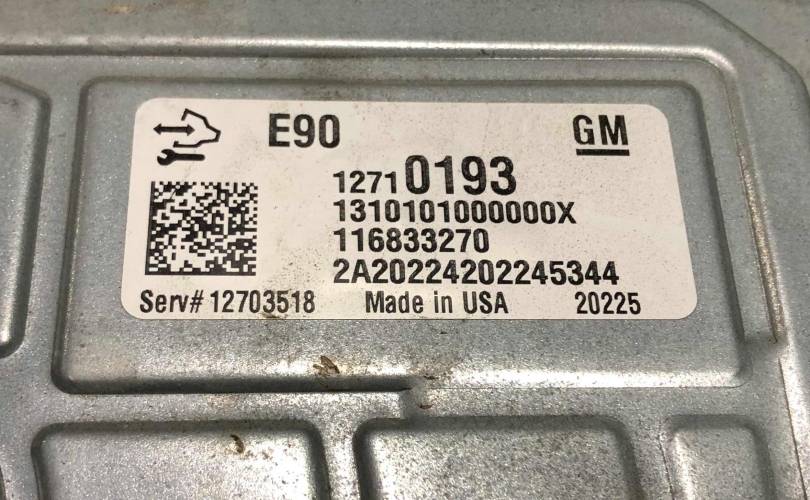 E90 GM
12710193
1310101000000X
116833270
2A20224202245344
Serv# 12703518 Made in USA 20225